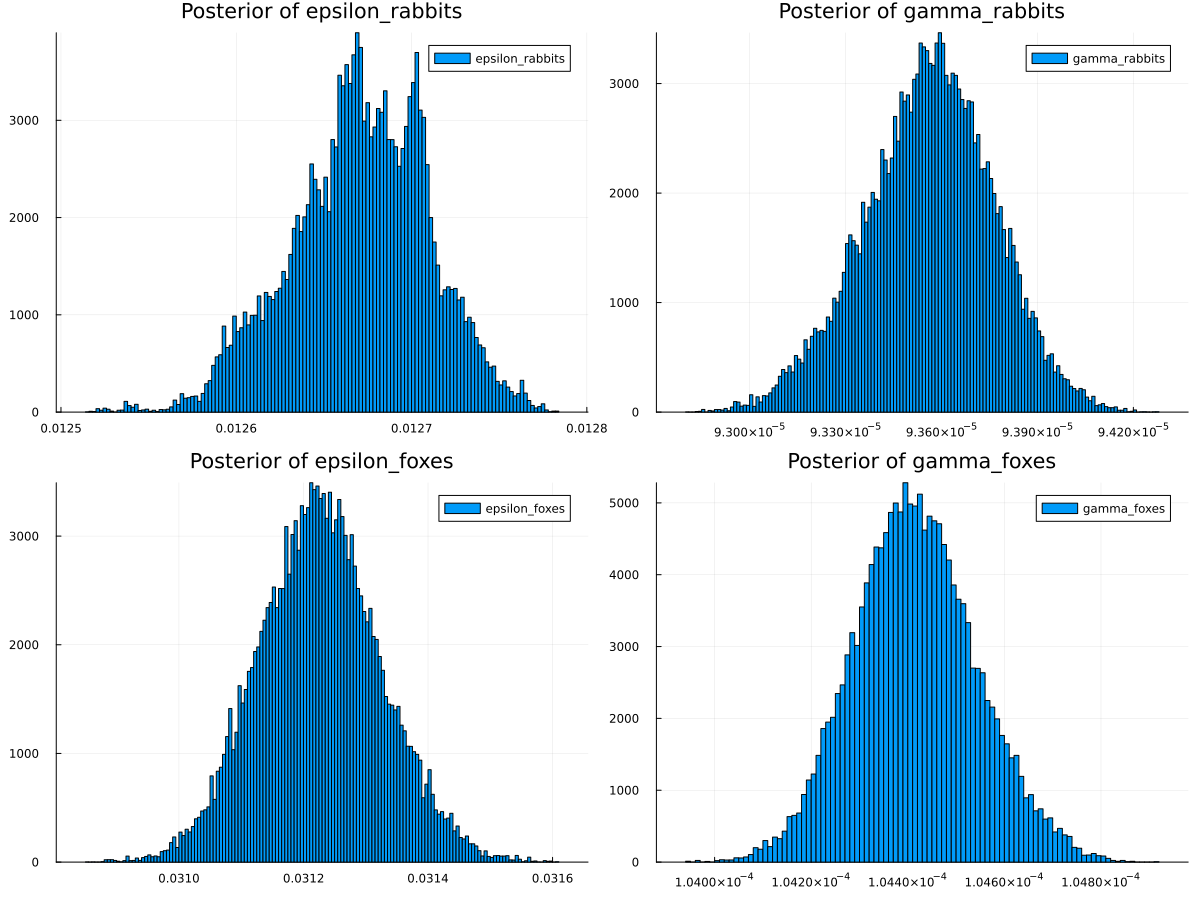 Posterior of epsilon_rabbits
epsilon_rabbits
3000
2000
1000
0
0.0125 0.0126 0.0127 0.0128
Posterior of gamma_rabbits
gamma_rabbits
3000
2000
1000
0
9.300×10⁻⁵ 9.330×10⁻⁵ 9.360×10⁻⁵ 9.390×10⁻⁵ 9.420×10⁻⁵
Posterior of epsilon_foxes
epsilon_foxes
3000
2000
1000
0
0.0310 0.0312 0.0314 0.0316
Posterior of gamma_foxes
gamma_foxes
5000
4000
3000
2000
1000
0
1.0400×10⁻⁴ 1.0420×10⁻⁴ 1.0440×10⁻⁴ 1.0460×10⁻⁴ 1.0480×10⁻⁴